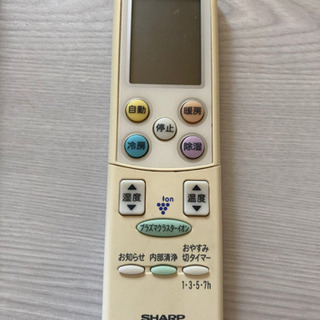 自動
暖房
停止
冷房
除湿
湿度
温度
ion
プラズマクラスターイオン
お知らせ
内部清浄
おやすみ
切タイマー
1・3・5・7h
SHARP